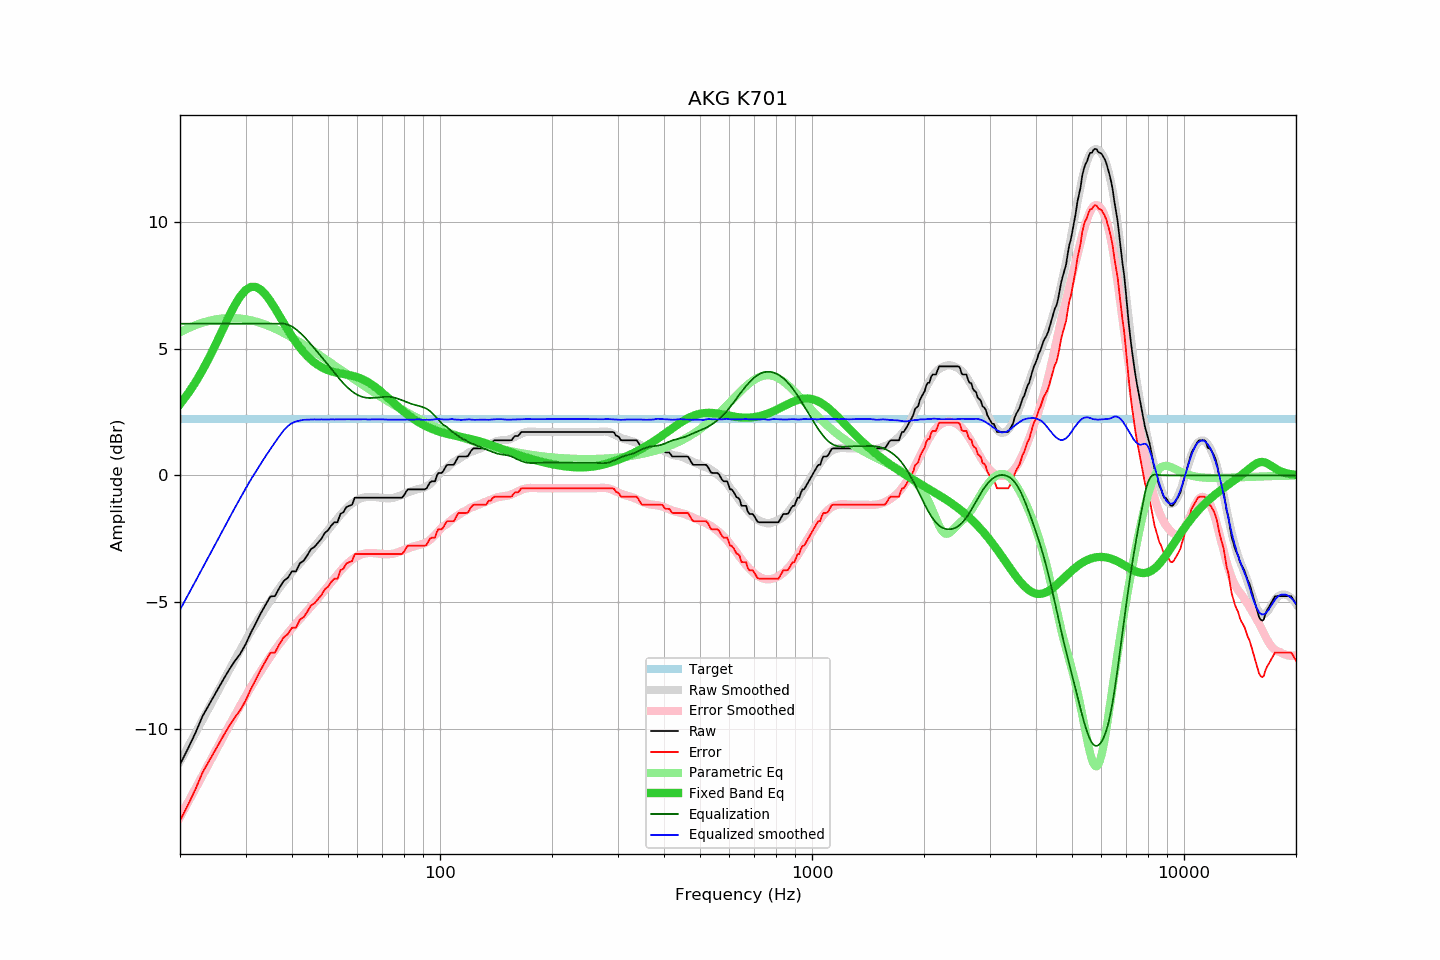 AKG K701
Amplitude (dBr)
10
5
0
−5
−10
Target
Raw Smoothed
Error Smoothed
Raw
Error
Parametric Eq
Fixed Band Eq
Equalization
Equalized smoothed
100
1000
10000
Frequency (Hz)